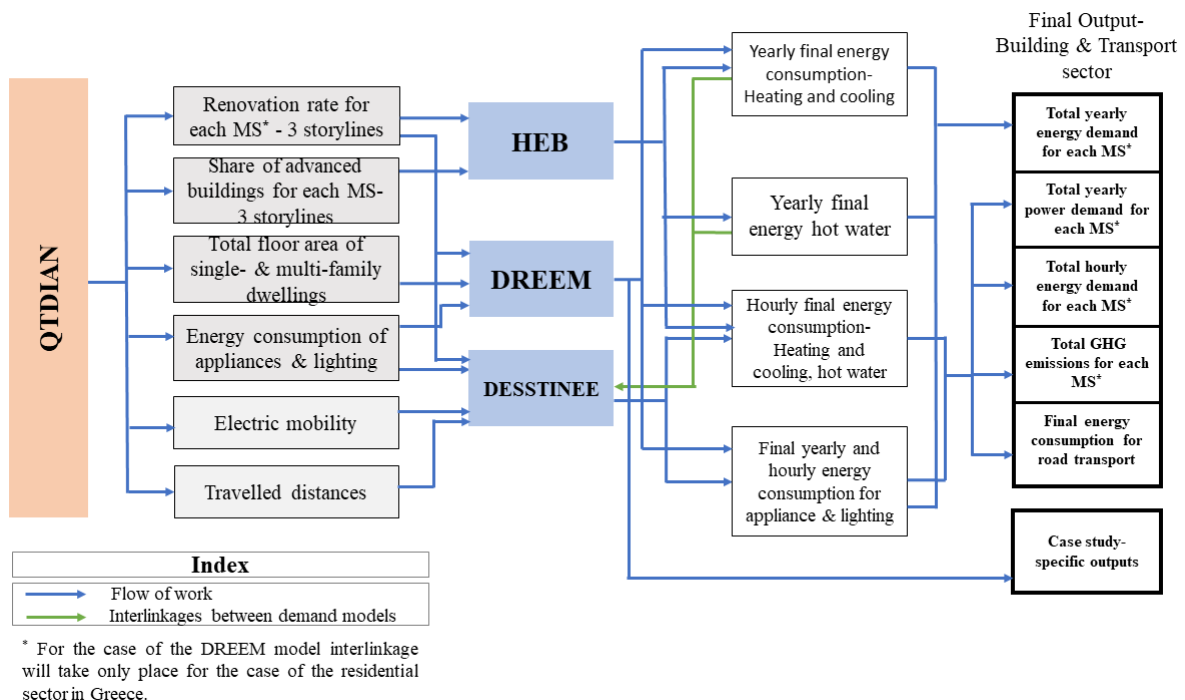 Final Output-
Building & Transport
sector
QTDIAN
Renovation rate for
each MS* - 3 storylines
Share of advanced
buildings for each MS-
3 storylines
Total floor area of
single- & multi-family
dwellings
Energy consumption of
appliances & lighting
Electric mobility
Travelled distances
HEB
DREEM
DESSTINEE
Yearly final energy
consumption-
Heating and cooling
Yearly final
energy hot water
Hourly final energy
consumption-
Heating and
cooling, hot water
Final yearly and
hourly energy
consumption for
appliance & lighting
Total yearly
energy demand
for each MS*
Total yearly
power demand for
each MS*
Total hourly
energy demand
for each MS*
Total GHG
emissions for each
MS*
Final energy
consumption for
road transport
Case study-
specific outputs
Index
Flow of work
Interlinkages between demand models
* For the case of the DREEM model interlinkage
will take only place for the case of the residential
sector in Greece.